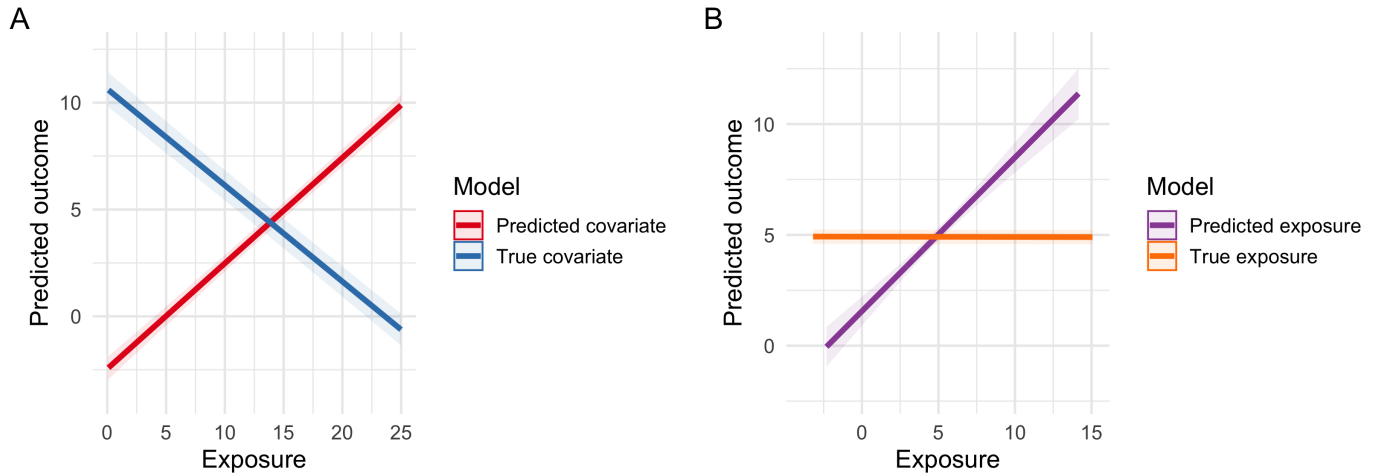 A
Predicted outcome
10
5
0
0 5 10 15 20 25
Exposure
Model
Predicted covariate
True covariate
B
Predicted outcome
10
5
0
0 5 10 15
Exposure
Model
Predicted exposure
True exposure